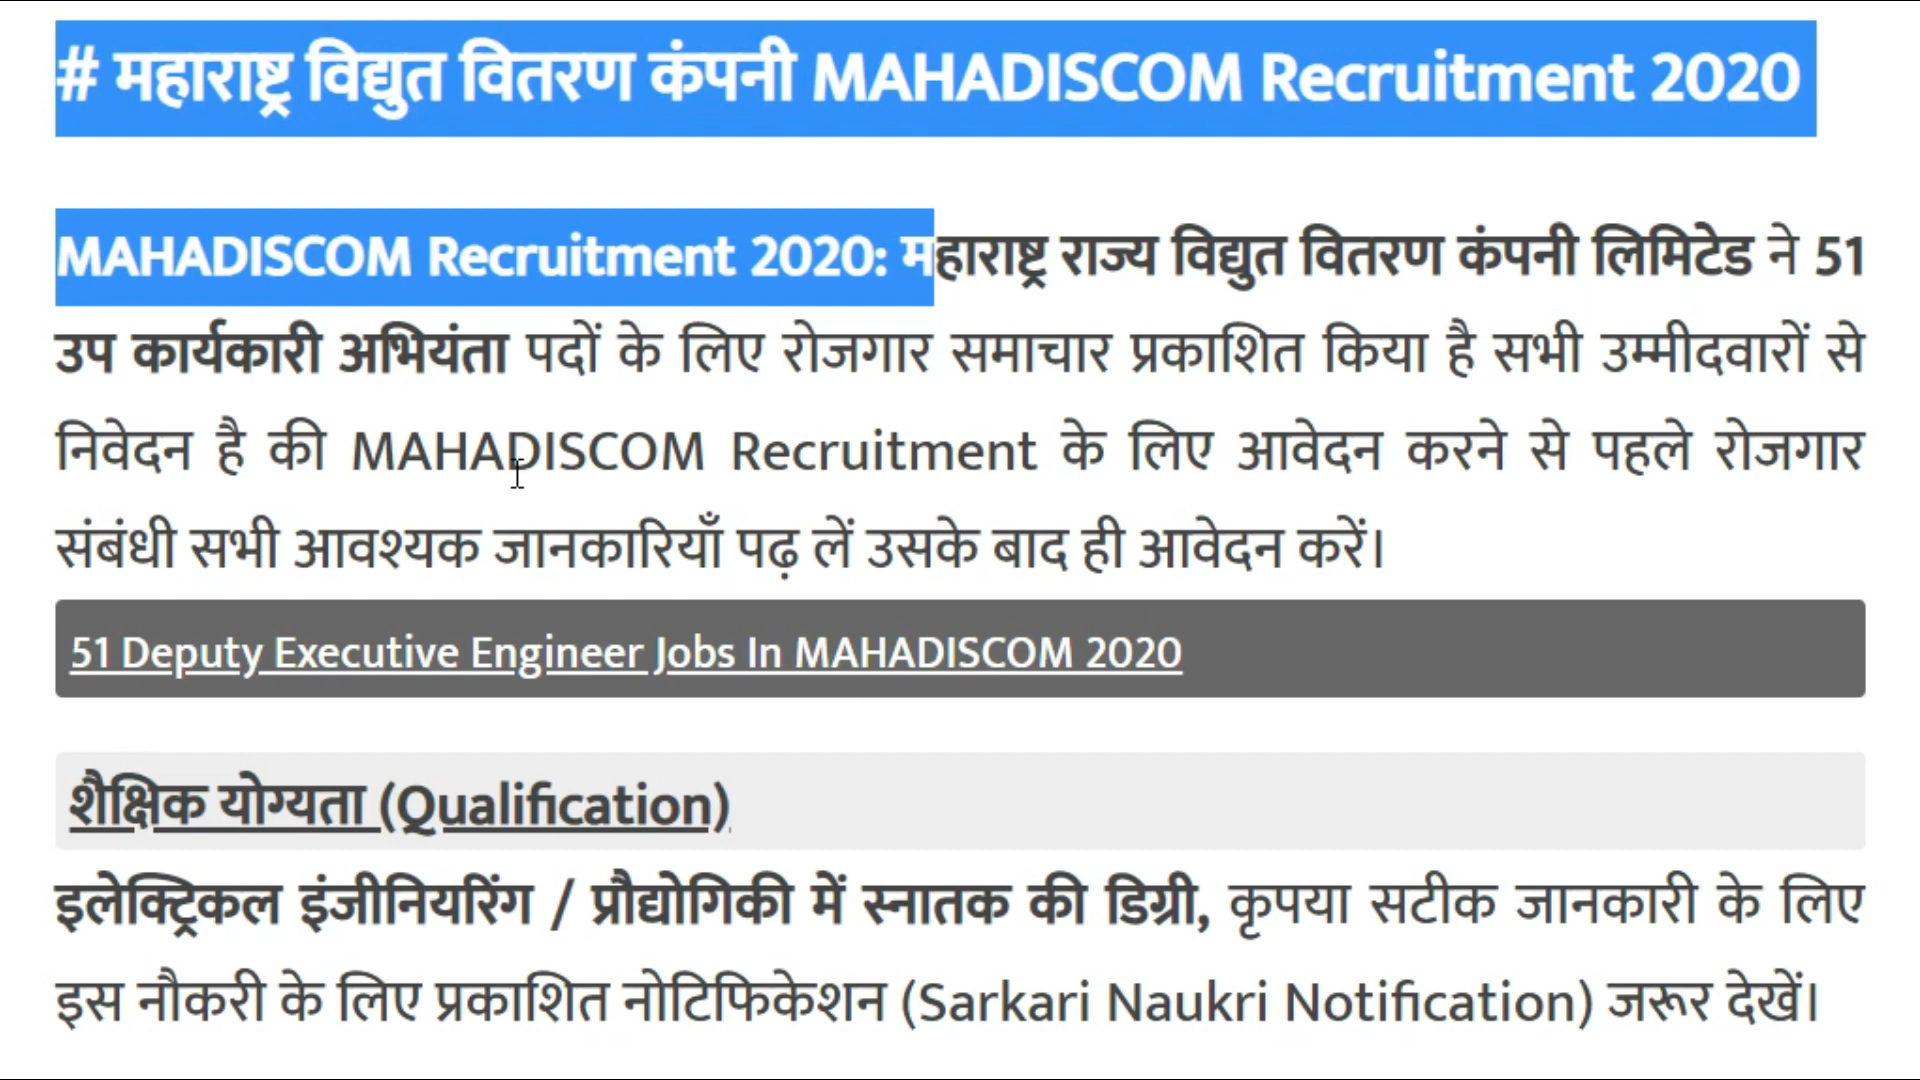 # महाराष्ट्र विद्युत वितरण कंपनी MAHADISCOM Recruitment 2020
MAHADISCOM Recruitment 2020: महाराष्ट्र राज्य विद्युत वितरण कंपनी लिमिटेड ने 51
उप कार्यकारी अभियंता पदों के लिए रोजगार समाचार प्रकाशित किया है सभी उम्मीदवारों से
निवेदन है की MAHADISCOM Recruitment के लिए आवेदन करने से पहले रोजगार
संबंधी सभी आवश्यक जानकारियाँ पढ़ लें उसके बाद ही आवेदन करें।
51 Deputy Executive Engineer Jobs In MAHADISCOM 2020
शैक्षिक योग्यता (Qualification)
इलेक्ट्रिकल इंजीनियरिंग / प्रौद्योगिकी में स्नातक की डिग्री, कृपया सटीक जानकारी के लिए
इस नौकरी के लिए प्रकाशित नोटिफिकेशन (Sarkari Naukri Notification) जरूर देखें।